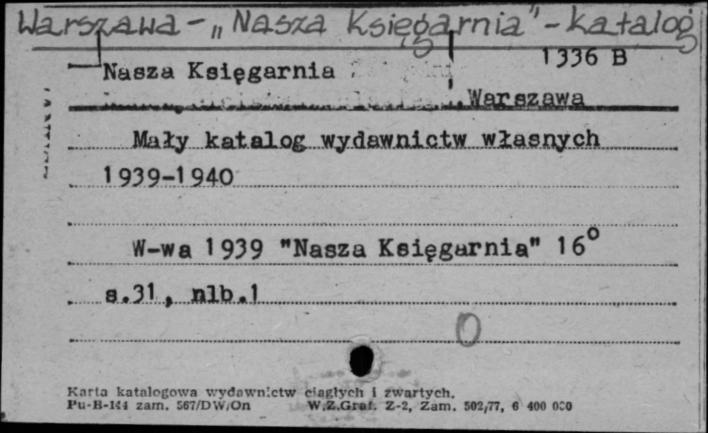 Warszawa - „Nasza Księgarnia" - katalog
1336 B
Nasza Księgarnia
Warszawa
Mały katalog wydawnictw własnych
1939-1940
W-wa 1939 "Nasza Księgarnia" 16°
s.31, nlb.1
0
Karta katalogowa wydawnictw ciągłych i zwartych.
Pu-B-144 zam. 567/DW/On W.Z.Graf. Z-2, Zam. 502/77, 6 400 000